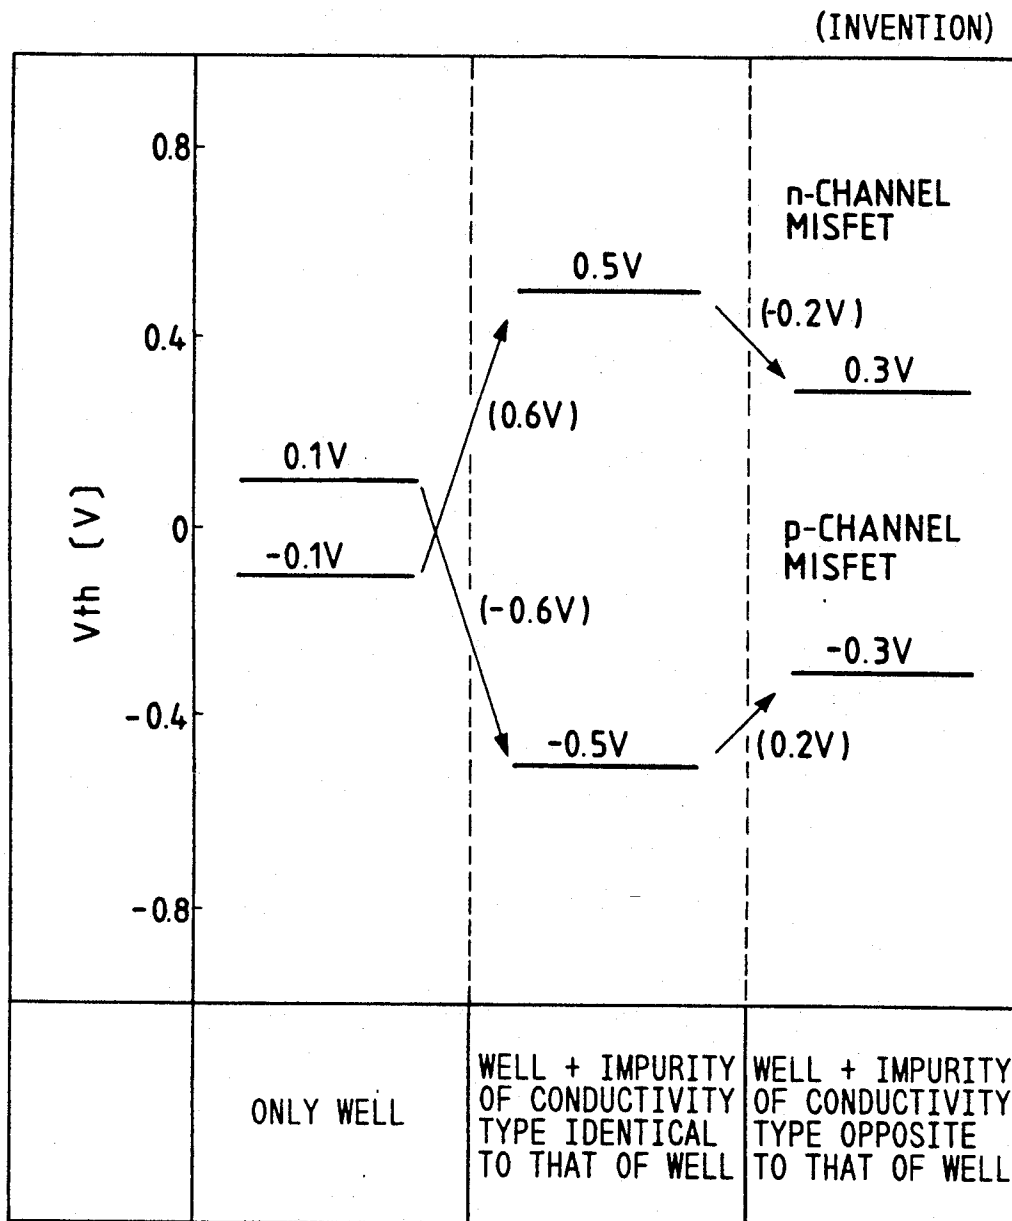 (INVENTION)
0.8
n-CHANNEL
MISFET
0.5V
(-0.2V)
0.4
0.3V
(0.6V)
0.1V
Vth (V)
0
p-CHANNEL
MISFET
-0.1V
(-0.6V)
-0.3V
-0.4
-0.5V
(0.2V)
-0.8
ONLY WELL
WELL + IMPURITY
OF CONDUCTIVITY
TYPE IDENTICAL
TO THAT OF WELL
WELL + IMPURITY
OF CONDUCTIVITY
TYPE OPPOSITE
TO THAT OF WELL